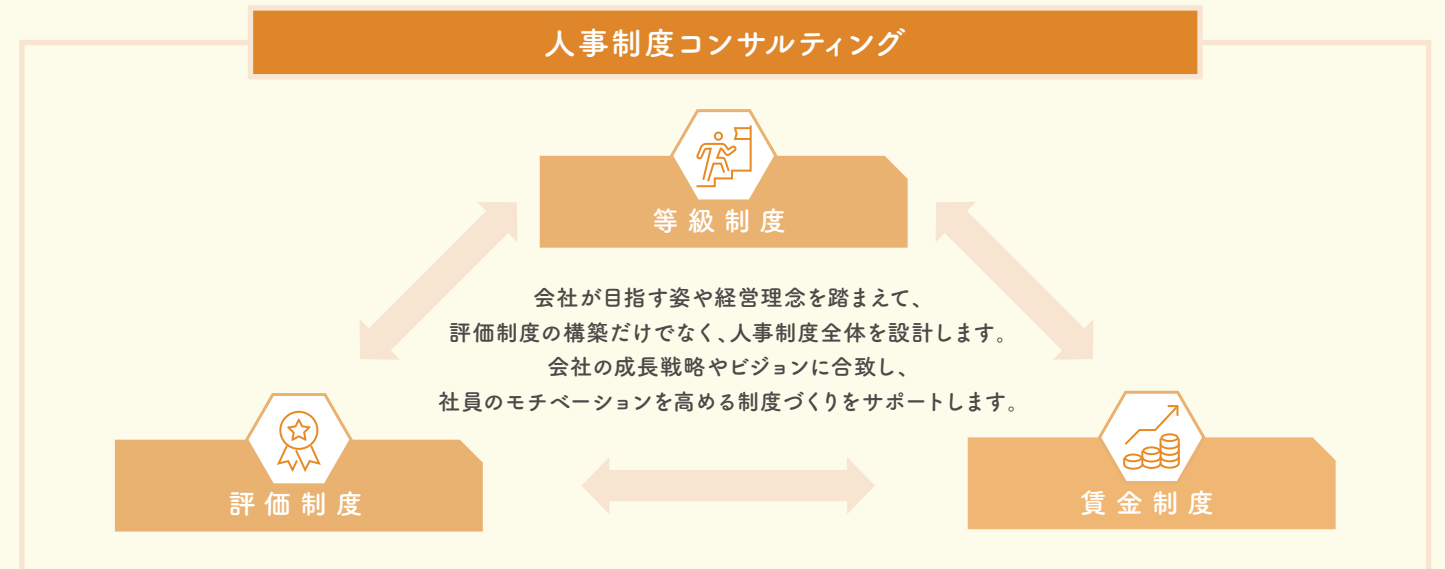 人事制度コンサルティング
等級制度
会社が目指す姿や経営理念を踏まえて、
評価制度の構築だけでなく、人事制度全体を設計します。
会社の成長戦略やビジョンに合致し、
社員のモチベーションを高める制度づくりをサポートします。
評価制度
賃金制度